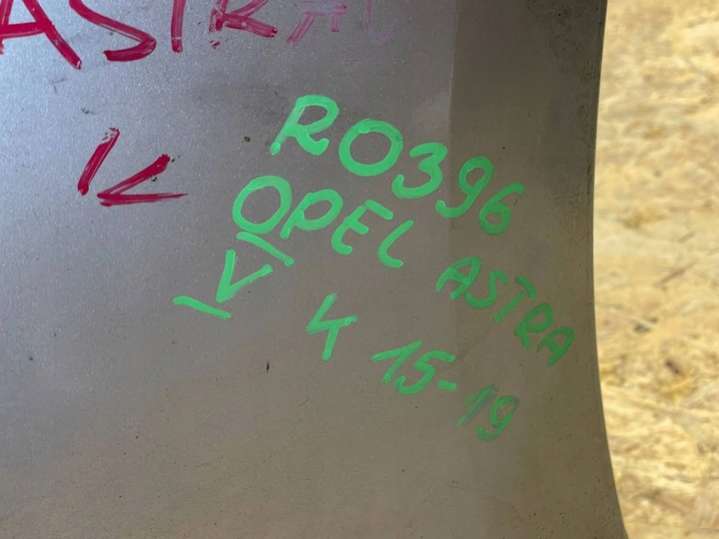 ASTRA
K
RO396
OPEL ASTRA
V K 15-19